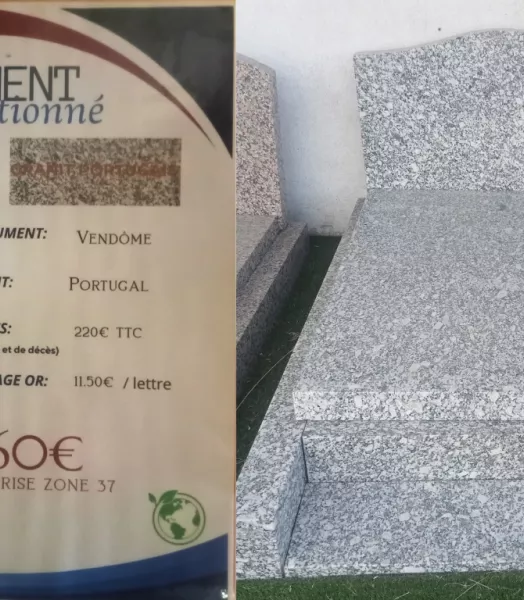 MENT
tionné
GRANIT PORTUGAIS
UMENT: VENDÔME
T: PORTUGAL
S: 220€ TTC
et de décès)
AGE OR: 11.50€ / lettre
60€
RISE ZONE 37